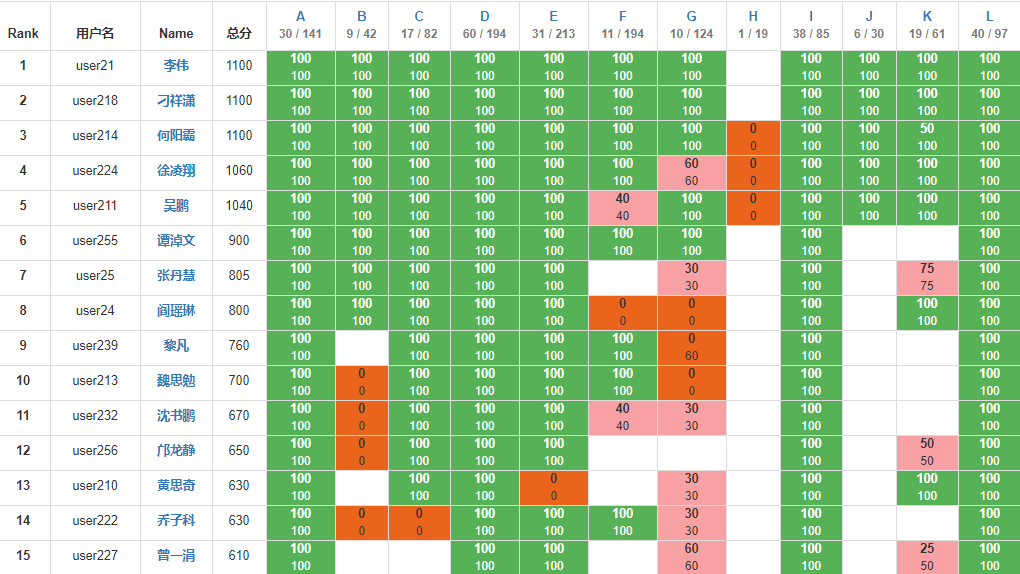 Rank 用户名 Name 总分 A B C D E F G H I J K L
30 / 141 9 / 42 17 / 82 60 / 194 31 / 213 11 / 194 10 / 124 1 / 19 38 / 85 6 / 30 19 / 61 40 / 97
1 user21 李伟 1100 100 100 100 100 100 100 100 100 100 100 100
100 100 100 100 100 100 100 100 100 100 100
2 user218 刁祥潇 1100 100 100 100 100 100 100 100 100 100 100 100
100 100 100 100 100 100 100 100 100 100 100
3 user214 何阳霸 1100 100 100 100 100 100 100 100 0 100 100 50 100
100 100 100 100 100 100 100 0 100 100 100 100
4 user224 徐凌翔 1060 100 100 100 100 100 100 60 0 100 100 100 100
100 100 100 100 100 100 60 0 100 100 100 100
5 user211 吴鹏 1040 100 100 100 100 100 40 100 0 100 100 100 100
100 100 100 100 100 40 100 0 100 100 100 100
6 user255 谭淖文 900 100 100 100 100 100 100 100 100 100
100 100 100 100 100 100 100 100 100
7 user25 张丹慧 805 100 100 100 100 100 30 100 75 100
100 100 100 100 100 30 100 75 100
8 user24 阎瑶琳 800 100 100 100 100 100 0 0 100 100 100
100 100 100 100 100 0 0 100 100 100
9 user239 黎凡 760 100 100 100 100 100 0 100 100
100 100 100 100 100 60 100 100
10 user213 魏思勉 700 100 0 100 100 100 100 0 100 100
100 0 100 100 100 100 0 100 100
11 user232 沈书鹏 670 100 0 100 100 100 40 30 100 100
100 0 100 100 100 40 30 100 100
12 user256 邝龙静 650 100 0 100 100 100 100 50 100
100 0 100 100 100 100 50 100
13 user210 黄思奇 630 100 100 100 0 30 100 100 100
100 100 100 0 30 100 100 100
14 user222 乔子科 630 100 0 0 100 100 100 30 100 100
100 0 0 100 100 100 30 100 100
15 user227 曾一涓 610 100 100 100 60 100 25 100
100 100 100 60 100 50 100